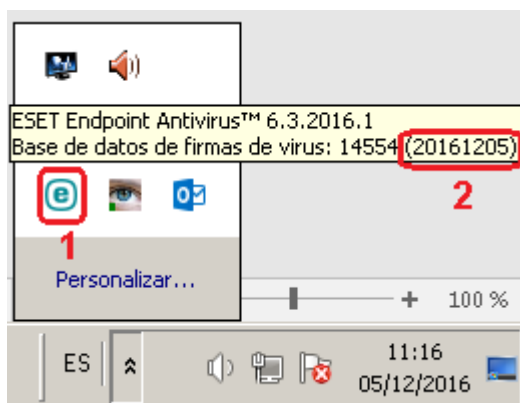 ESET Endpoint Antivirus™ 6.3.2016.1
Base de datos de firmas de virus: 14554 (20161205)
e
1
2
Personalizar...
+ 100 %
ES
11:16
05/12/2016